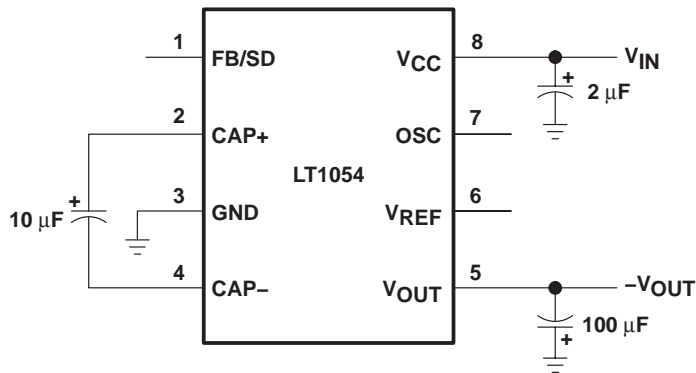 1 FB/SD VCC 8 VIN
+ 2 μF
2 CAP+ OSC 7
LT1054
+ 10 μF
3 GND VREF 6
4 CAP− VOUT 5 −VOUT
100 μF +